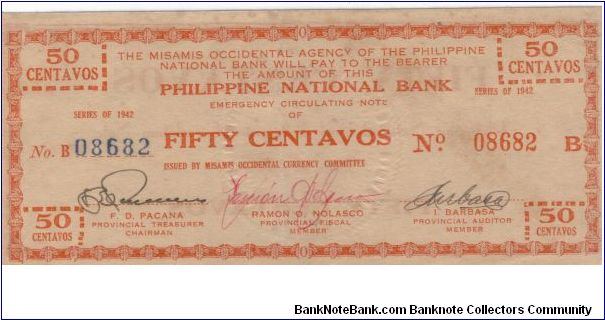 50 CENTAVOS
THE MISAMIS OCCIDENTAL AGENCY OF THE PHILIPPINE
NATIONAL BANK WILL PAY TO THE BEARER
THE AMOUNT OF THIS
50 CENTAVOS
PHILIPPINE NATIONAL BANK
EMERGENCY CIRCULATING NOTE
OF
SERIES OF 1942
SERIES OF 1942
No. B 08682
FIFTY CENTAVOS
No. 08682 B
ISSUED BY MISAMIS OCCIDENTAL CURRENCY COMMITTEE
50 CENTAVOS
F. D. PACANA
PROVINCIAL TREASURER
CHAIRMAN
RAMON O. NOLASCO
PROVINCIAL FISCAL
MEMBER
I. BARBASA
PROVINCIAL AUDITOR
MEMBER
50 CENTAVOS
BankNoteBank.com Banknote Collectors Community